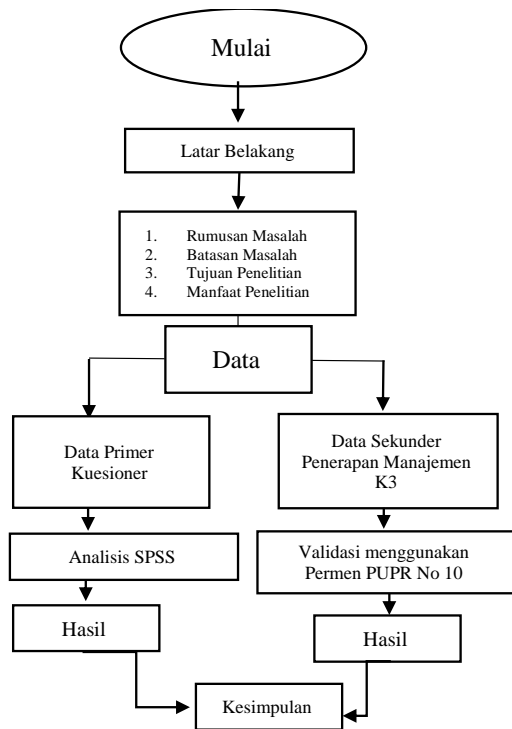 Mulai
Latar Belakang
1. Rumusan Masalah
2. Batasan Masalah
3. Tujuan Penelitian
4. Manfaat Penelitian
Data
Data Primer
Kuesioner
Data Sekunder
Penerapan Manajemen
K3
Analisis SPSS
Validasi menggunakan
Permen PUPR No 10
Hasil
Hasil
Kesimpulan